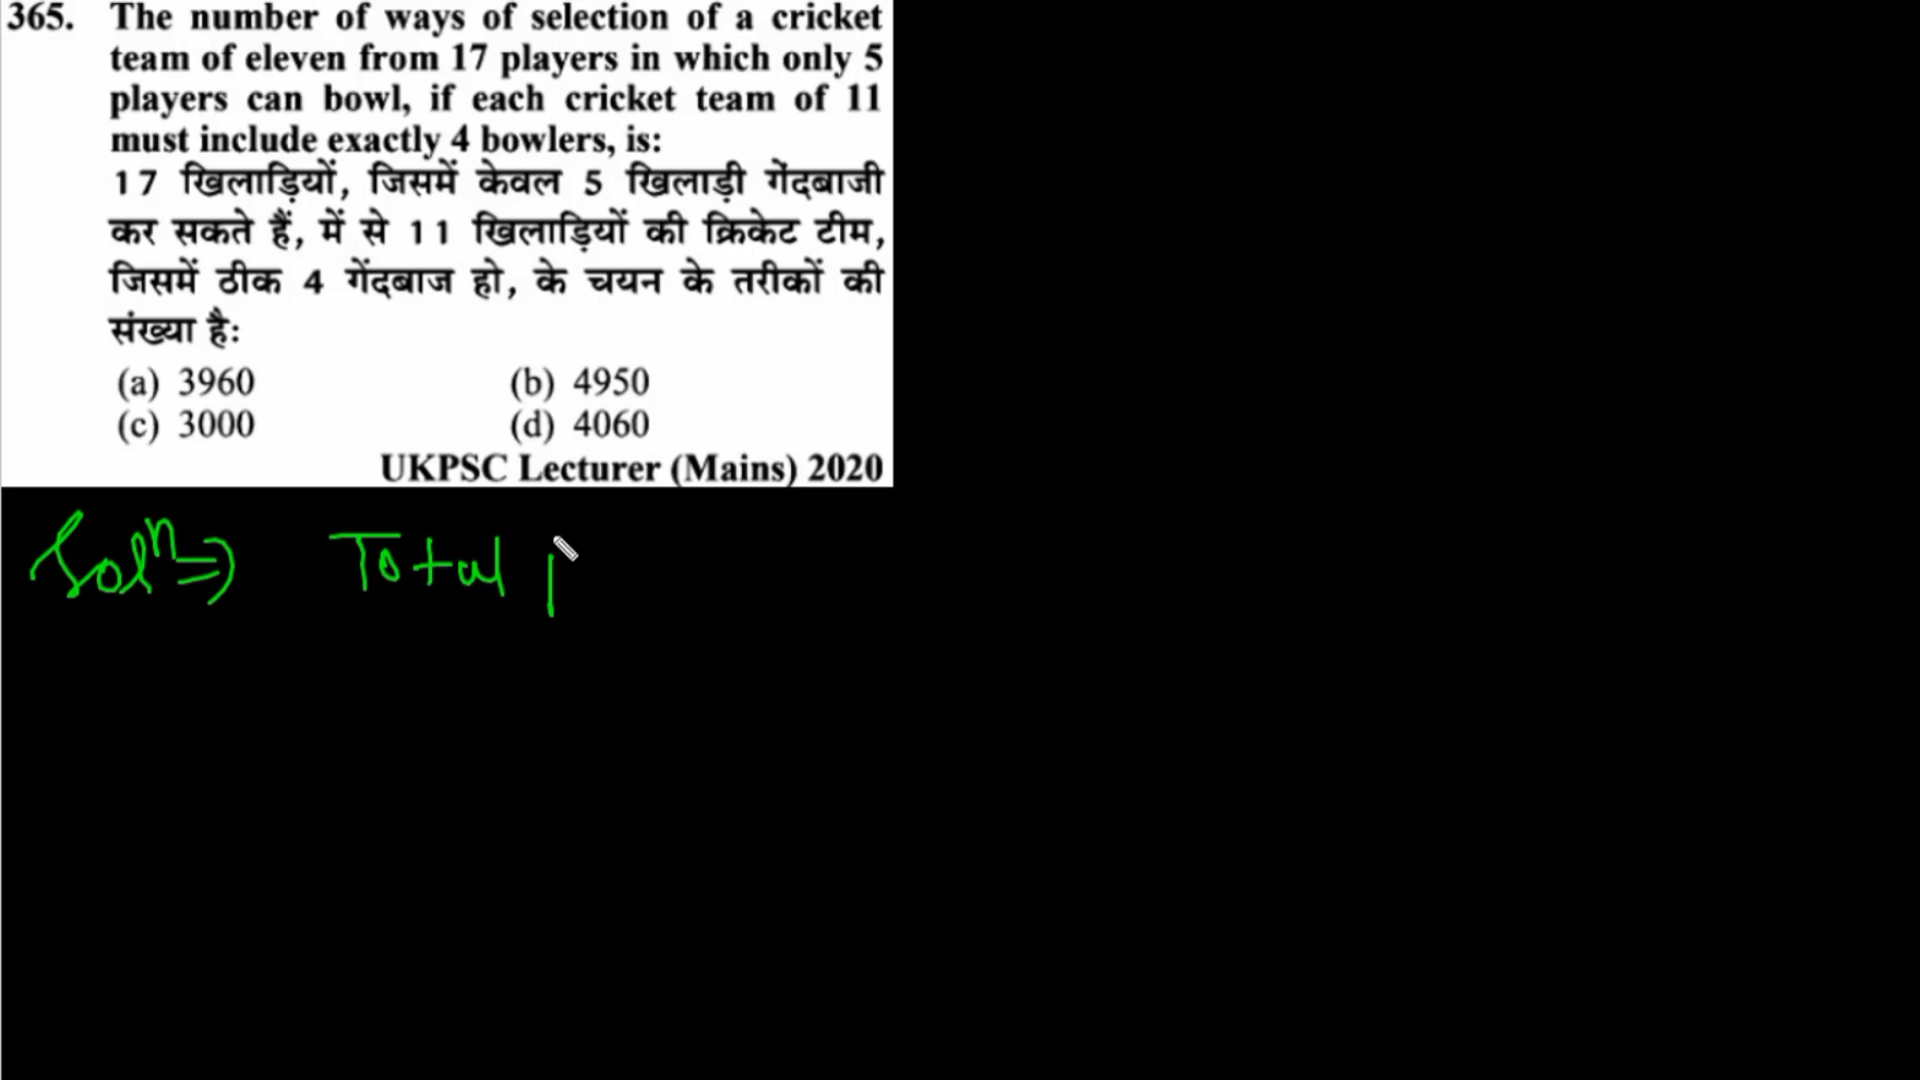 365. The number of ways of selection of a cricket
team of eleven from 17 players in which only 5
players can bowl, if each cricket team of 11
must include exactly 4 bowlers, is:
17 खिलाड़ियों, जिसमें केवल 5 खिलाड़ी गेंदबाजी
कर सकते हैं, में से 11 खिलाड़ियों की क्रिकेट टीम,
जिसमें ठीक 4 गेंदबाज हो, के चयन के तरीकों की
संख्या है:
(a) 3960 (b) 4950
(c) 3000 (d) 4060
UKPSC Lecturer (Mains) 2020
Solⁿ⇒ Total